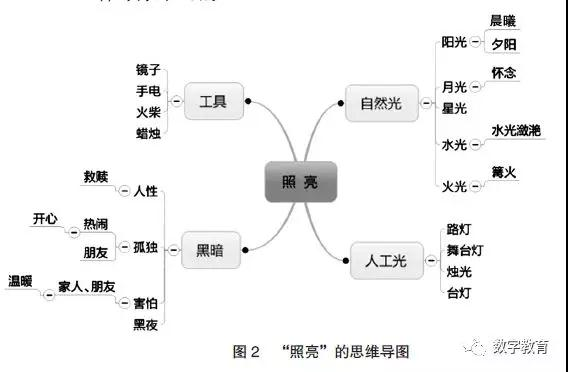 照 亮
工具
镜子
手电
火柴
蜡烛
黑暗
人性
救赎
孤独
热闹
开心
朋友
害怕
家人、朋友
温暖
黑夜
自然光
阳光
晨曦
夕阳
月光
怀念
星光
水光
水光潋滟
火光
篝火
人工光
路灯
舞台灯
烛光
台灯
图 2 “照亮”的思维导图
数字教育